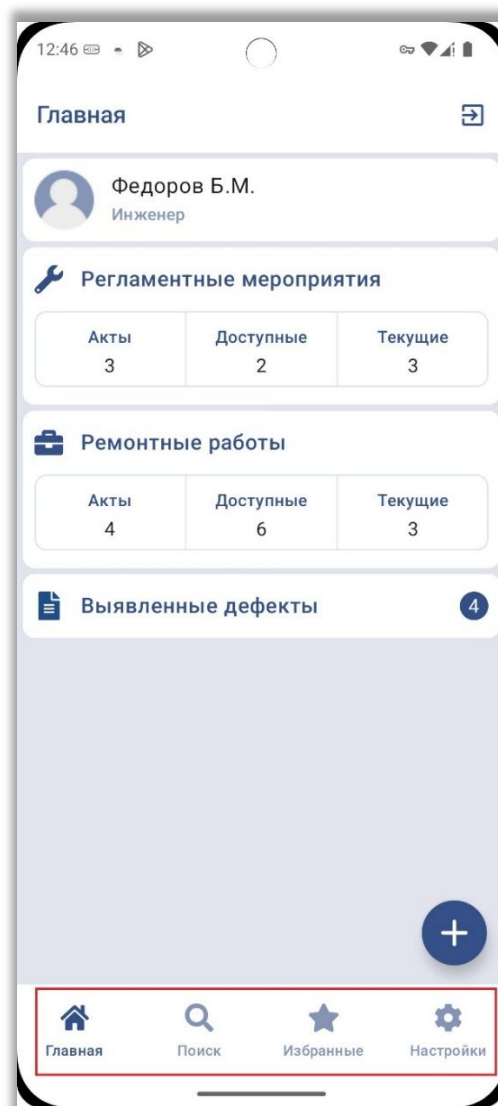 12:46
Главная
Федоров Б.М.
Инженер
Регламентные мероприятия
Акты Доступные Текущие
3 2 3
Ремонтные работы
Акты Доступные Текущие
4 6 3
Выявленные дефекты 4
Главная Поиск Избранные Настройки